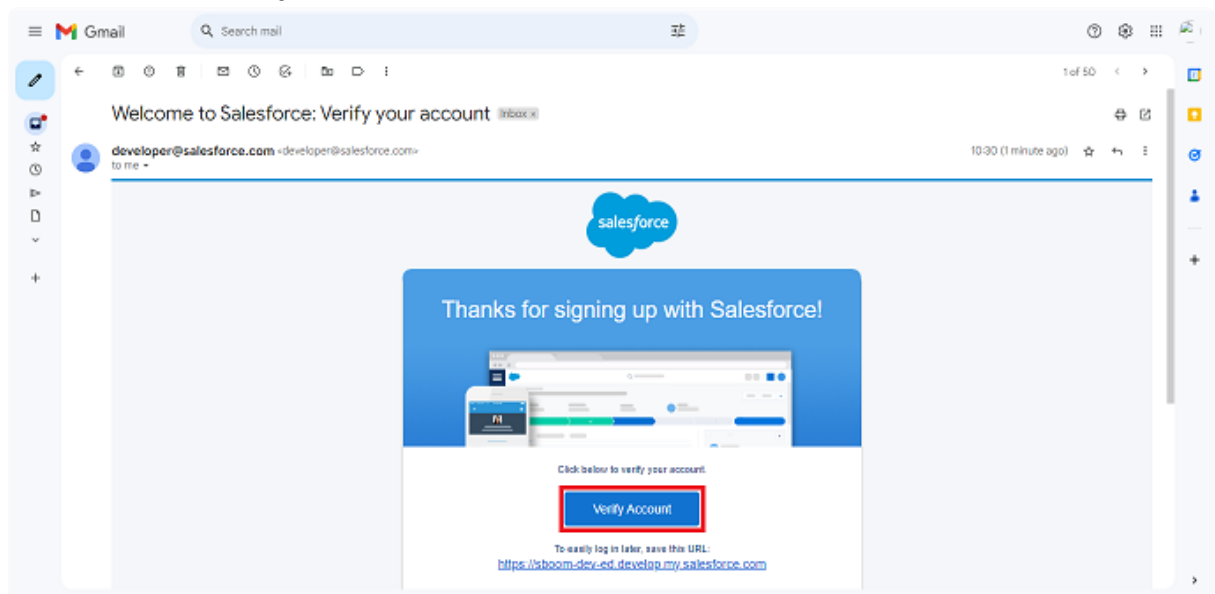 Gmail
Search mail
1 of 50
Welcome to Salesforce: Verify your account Inbox x
developer@salesforce.com <developer@salesforce.com>
10:30 (1 minute ago)
to me
salesforce
Thanks for signing up with Salesforce!
Click below to verify your account.
Verify Account
To easily log in later, save this URL:
https://sboom-dev-ed.develop.my.salesforce.com